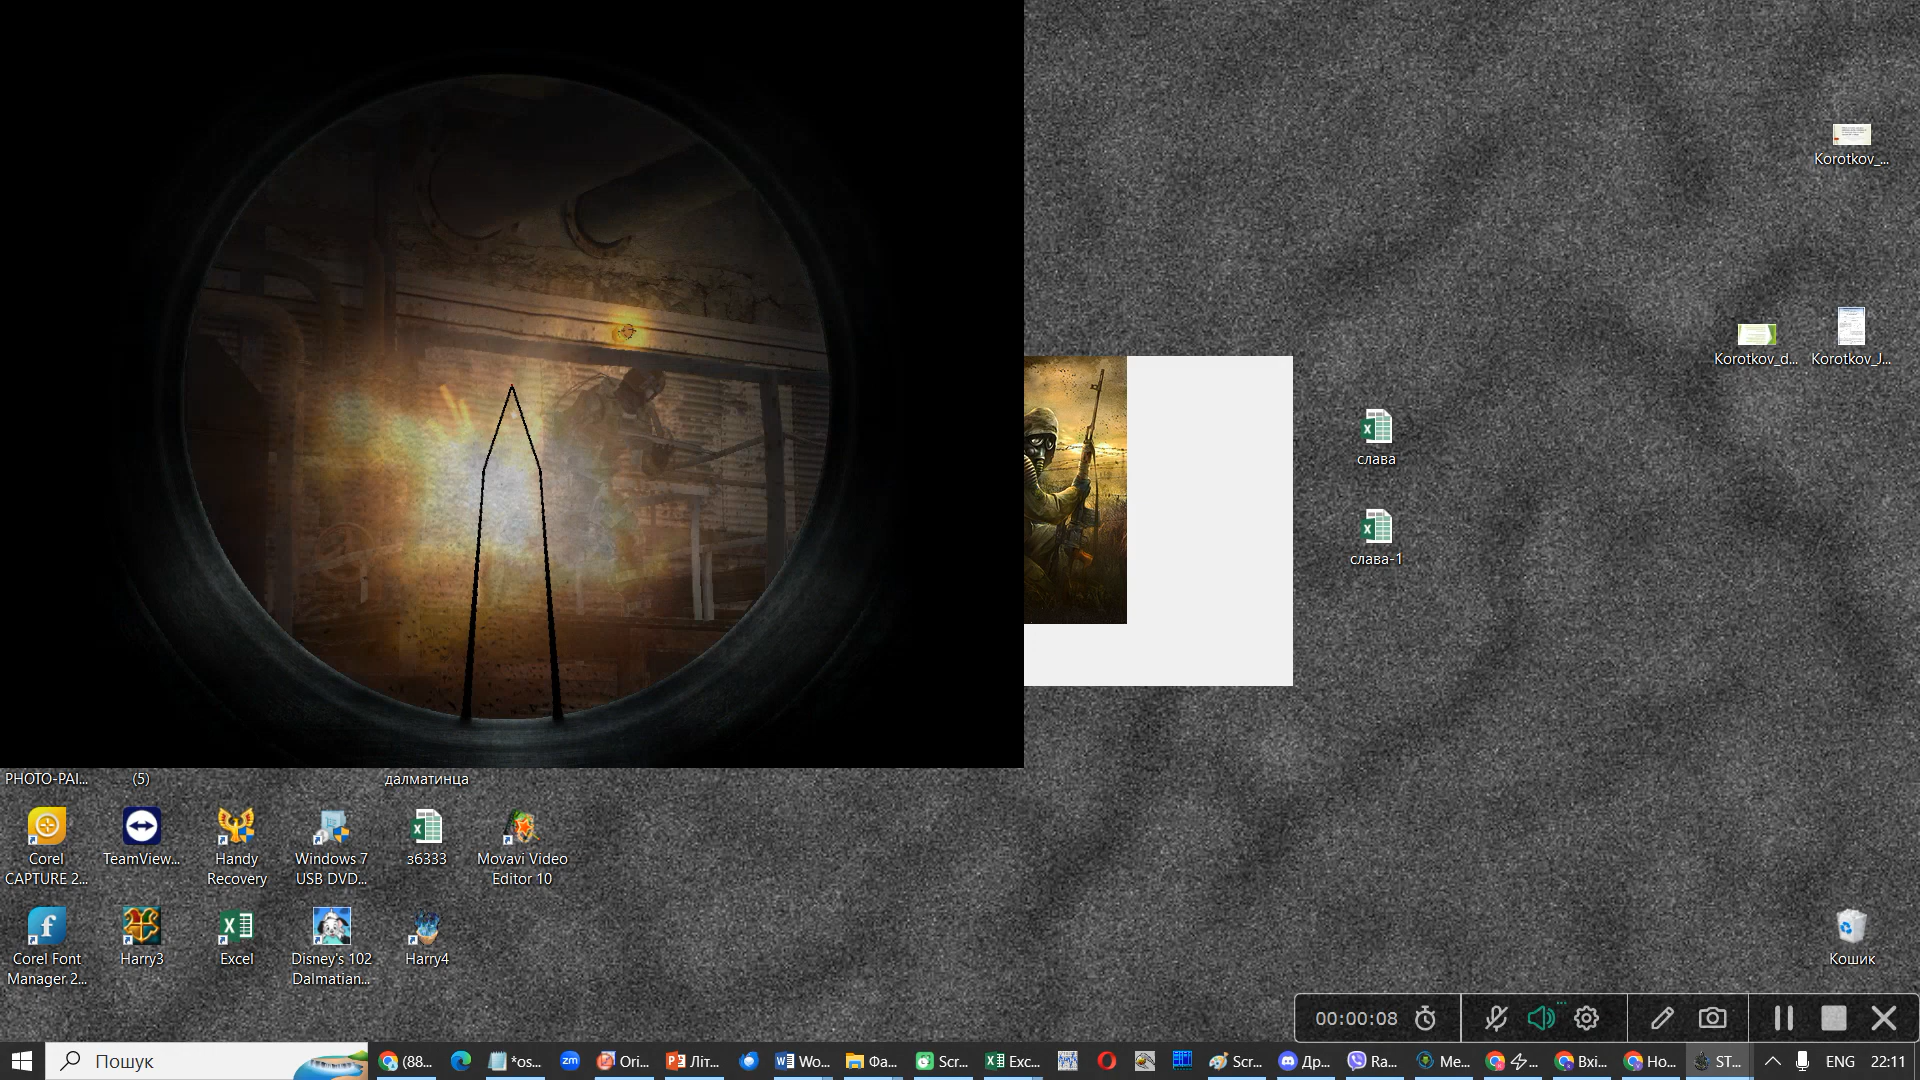 Korotkov_...
Korotkov_d...
Korotkov_J...
слава
слава-1
PHOTO-PAI...
(5)
далматинца
Corel
CAPTURE 2...
TeamView...
Handy
Recovery
Windows 7
USB DVD...
з6333
Movavi Video
Editor 10
Corel Font
Manager 2...
Harry3
Excel
Disney's 102
Dalmatian...
Harry4
Кошик
00:00:08
Пошук
(88...
*os...
zm
Ori...
Літ...
Wo...
Фа...
Scr...
Exc...
Scr...
Др...
Ra...
Me...
Вхі...
Но...
ST...
ENG
22:11